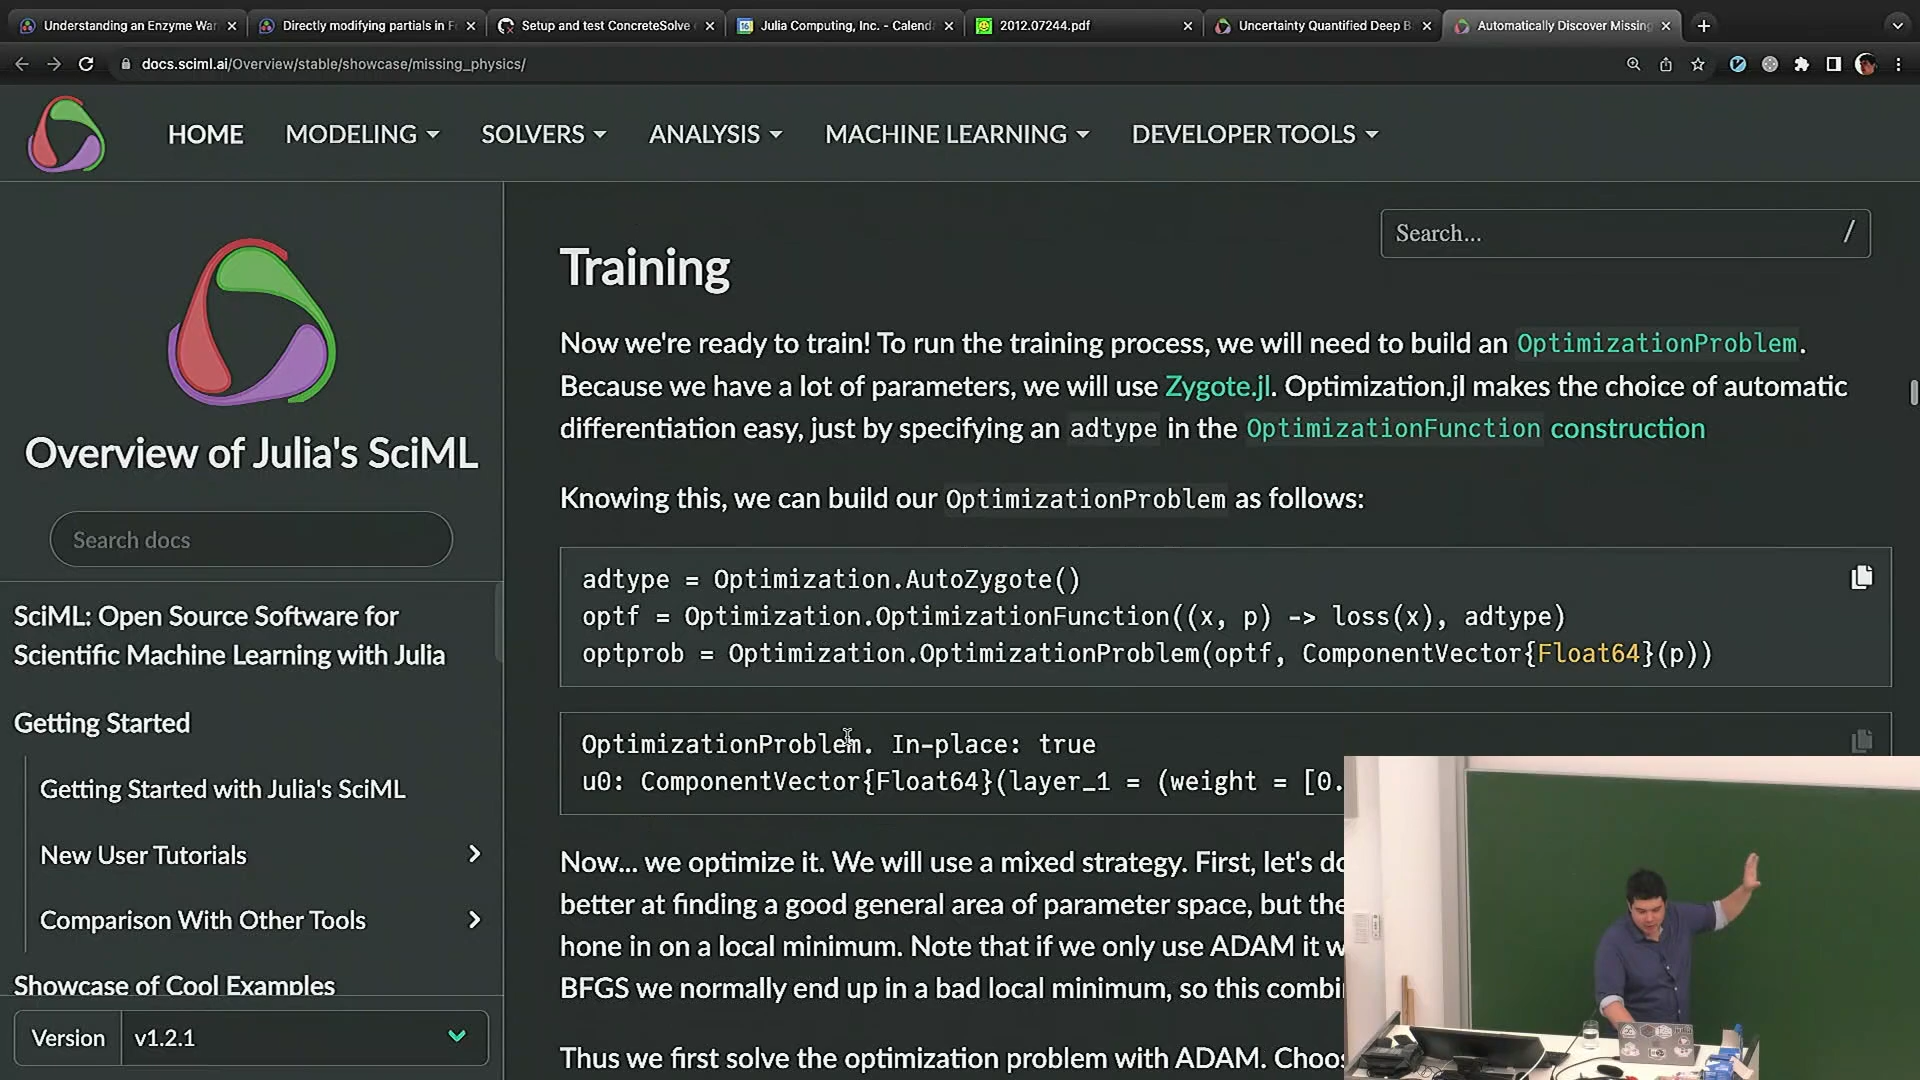 Understanding an Enzyme War
Directly modifying partials in Fo
Setup and test ConcreteSolve
Julia Computing, Inc. - Calenda
2012.07244.pdf
Uncertainty Quantified Deep B
Automatically Discover Missing
docs.sciml.ai/Overview/stable/showcase/missing_physics/
HOME MODELING SOLVERS ANALYSIS MACHINE LEARNING DEVELOPER TOOLS
Search... /
Overview of Julia's SciML
Search docs
SciML: Open Source Software for
Scientific Machine Learning with Julia
Getting Started
Getting Started with Julia's SciML
New User Tutorials
Comparison With Other Tools
Showcase of Cool Examples
Version v1.2.1
Training
Now we're ready to train! To run the training process, we will need to build an OptimizationProblem.
Because we have a lot of parameters, we will use Zygote.jl. Optimization.jl makes the choice of automatic
differentiation easy, just by specifying an adtype in the OptimizationFunction construction
Knowing this, we can build our OptimizationProblem as follows:
adtype = Optimization.AutoZygote()
optf = Optimization.OptimizationFunction((x, p) -> loss(x), adtype)
optprob = Optimization.OptimizationProblem(optf, ComponentVector{Float64}(p))
OptimizationProblem. In-place: true
u0: ComponentVector{Float64}(layer_1 = (weight = [0.
Now... we optimize it. We will use a mixed strategy. First, let's do
better at finding a good general area of parameter space, but the
hone in on a local minimum. Note that if we only use ADAM it w
BFGS we normally end up in a bad local minimum, so this combi
Thus we first solve the optimization problem with ADAM. Choos